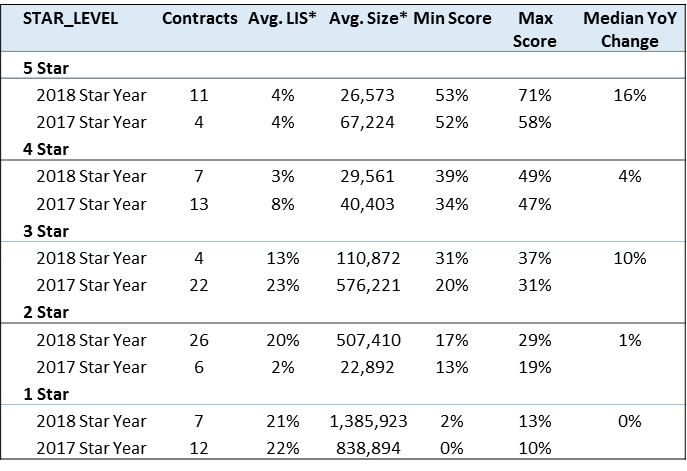 STAR_LEVEL Contracts Avg. LIS* Avg. Size* Min Score Max Score Median YoY Change
5 Star
2018 Star Year 11 4% 26,573 53% 71% 16%
2017 Star Year 4 4% 67,224 52% 58%
4 Star
2018 Star Year 7 3% 29,561 39% 49% 4%
2017 Star Year 13 8% 40,403 34% 47%
3 Star
2018 Star Year 4 13% 110,872 31% 37% 10%
2017 Star Year 22 23% 576,221 20% 31%
2 Star
2018 Star Year 26 20% 507,410 17% 29% 1%
2017 Star Year 6 2% 22,892 13% 19%
1 Star
2018 Star Year 7 21% 1,385,923 2% 13% 0%
2017 Star Year 12 22% 838,894 0% 10%